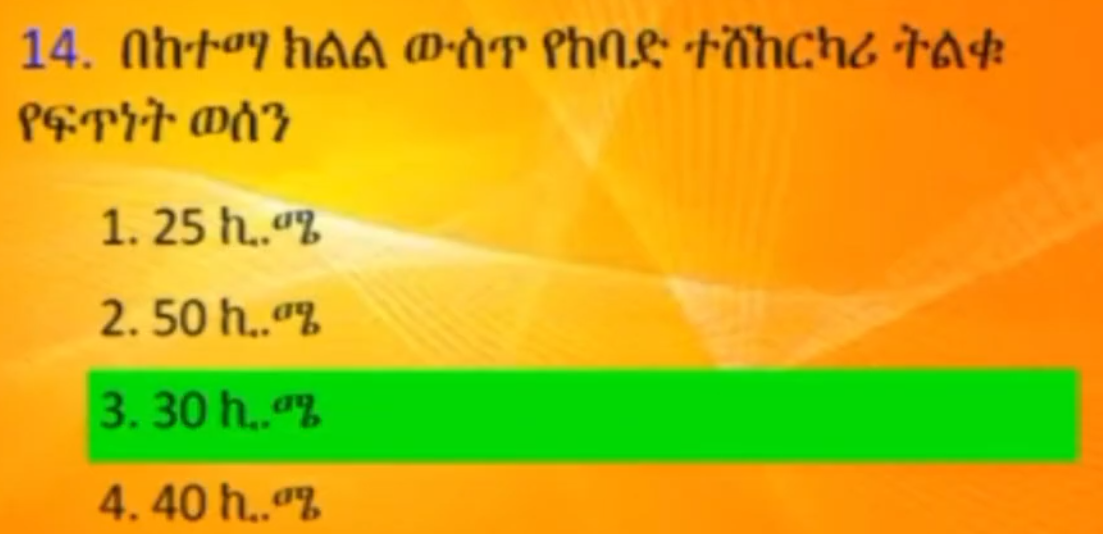 14. በከተማ ክልል ውስጥ የከባድ ተሽከርካሪ ትልቁ
የፍጥነት ወሰን
1. 25 ኪ..ሜ
2. 50 ኪ..ሜ
3. 30 ኪ..ሜ
4. 40 ኪ..ሜ